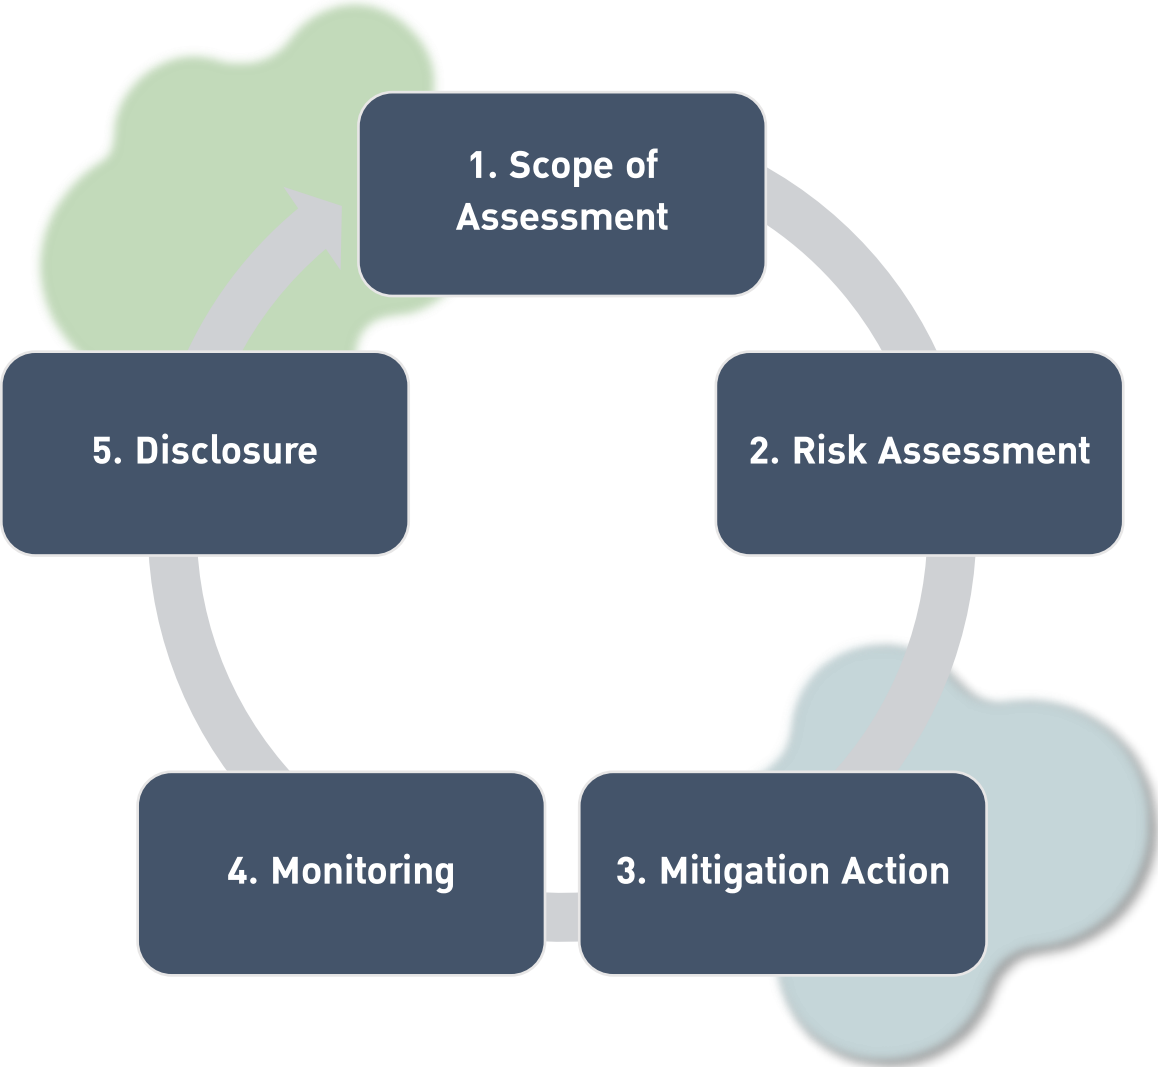 1. Scope of
Assessment
2. Risk Assessment
3. Mitigation Action
4. Monitoring
5. Disclosure